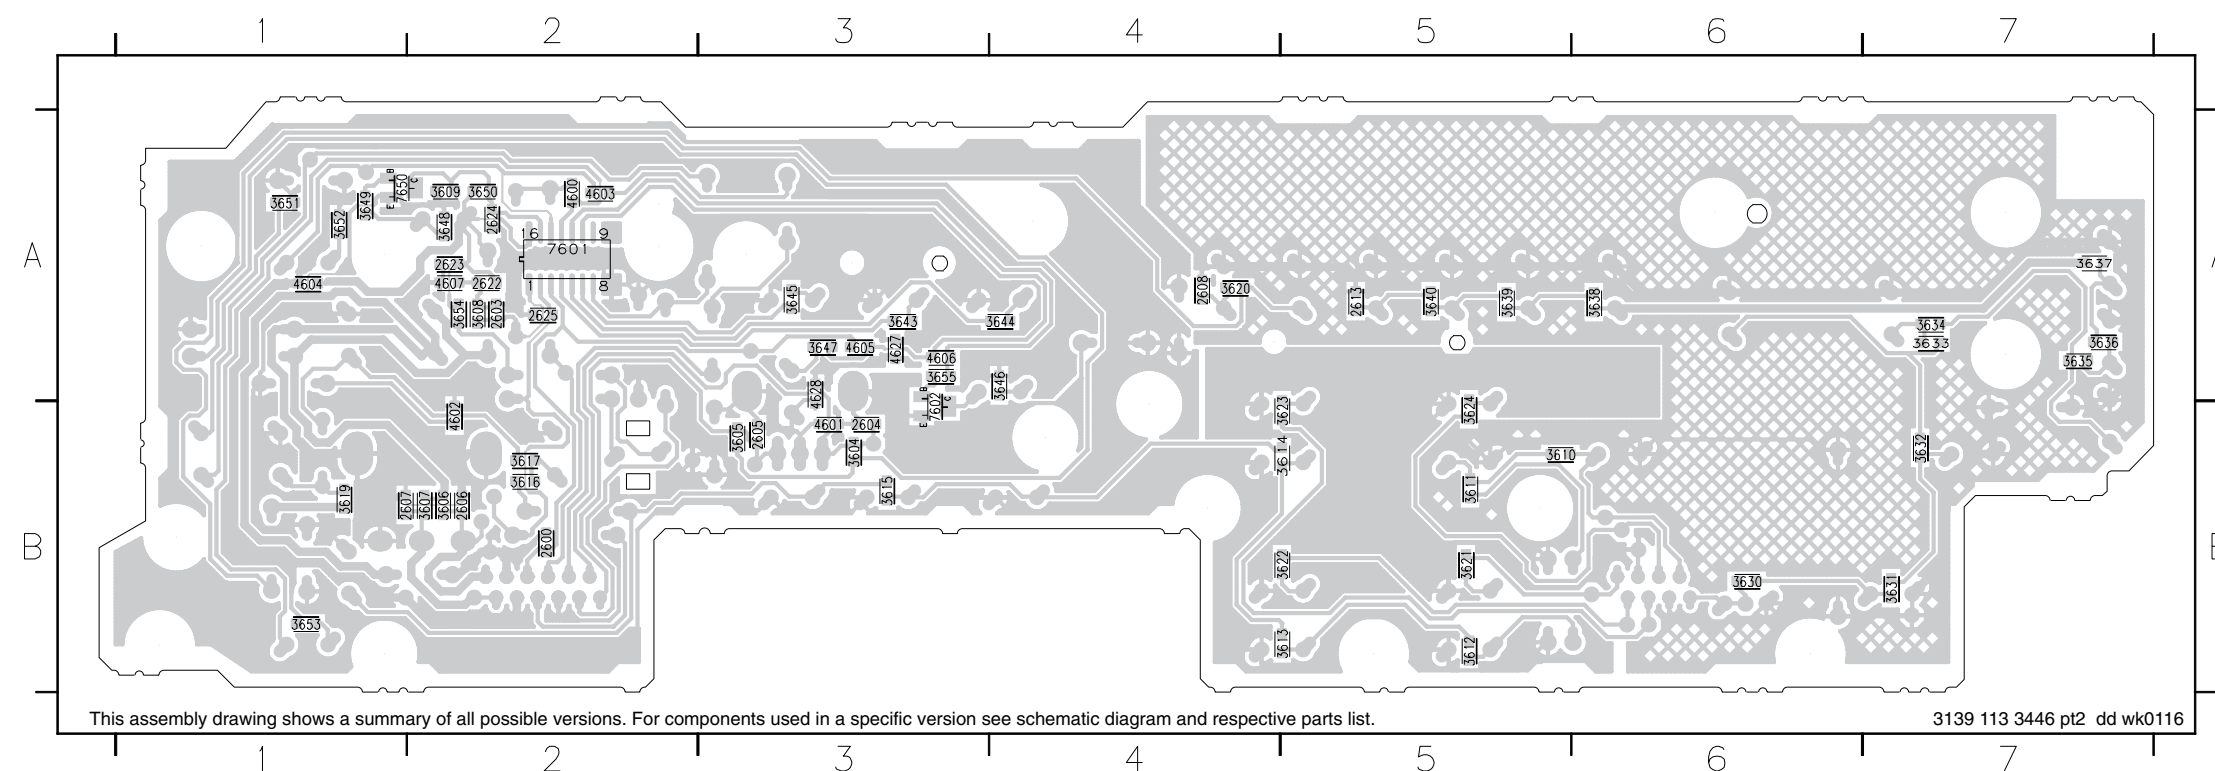 1 2 3 4 5 6 7
A
3651 3652 3649 B 7650 C E 3609 3650 4600 4603
3648 2624
16 9
7601
1 8
2623
4604 4607 2622
3654 3608 2603 2625
3645 2608 3620 2613 3640 3639 3638 3637
3643 3644 3634
3647 4605 4627 4606 3633 3636
3655 3646 3635
4628 B 7602 C E
4602 3623 3624
3605 2605 4601 2604
3604 3614 3610 3632
3617
3616
3619 2607 3607 3606 2606 3615 3611
B
2600 3622 3621 3630 3631
3653 3613 3612
This assembly drawing shows a summary of all possible versions. For components used in a specific version see schematic diagram and respective parts list.
3139 113 3446 pt2 dd wk0116
1 2 3 4 5 6 7